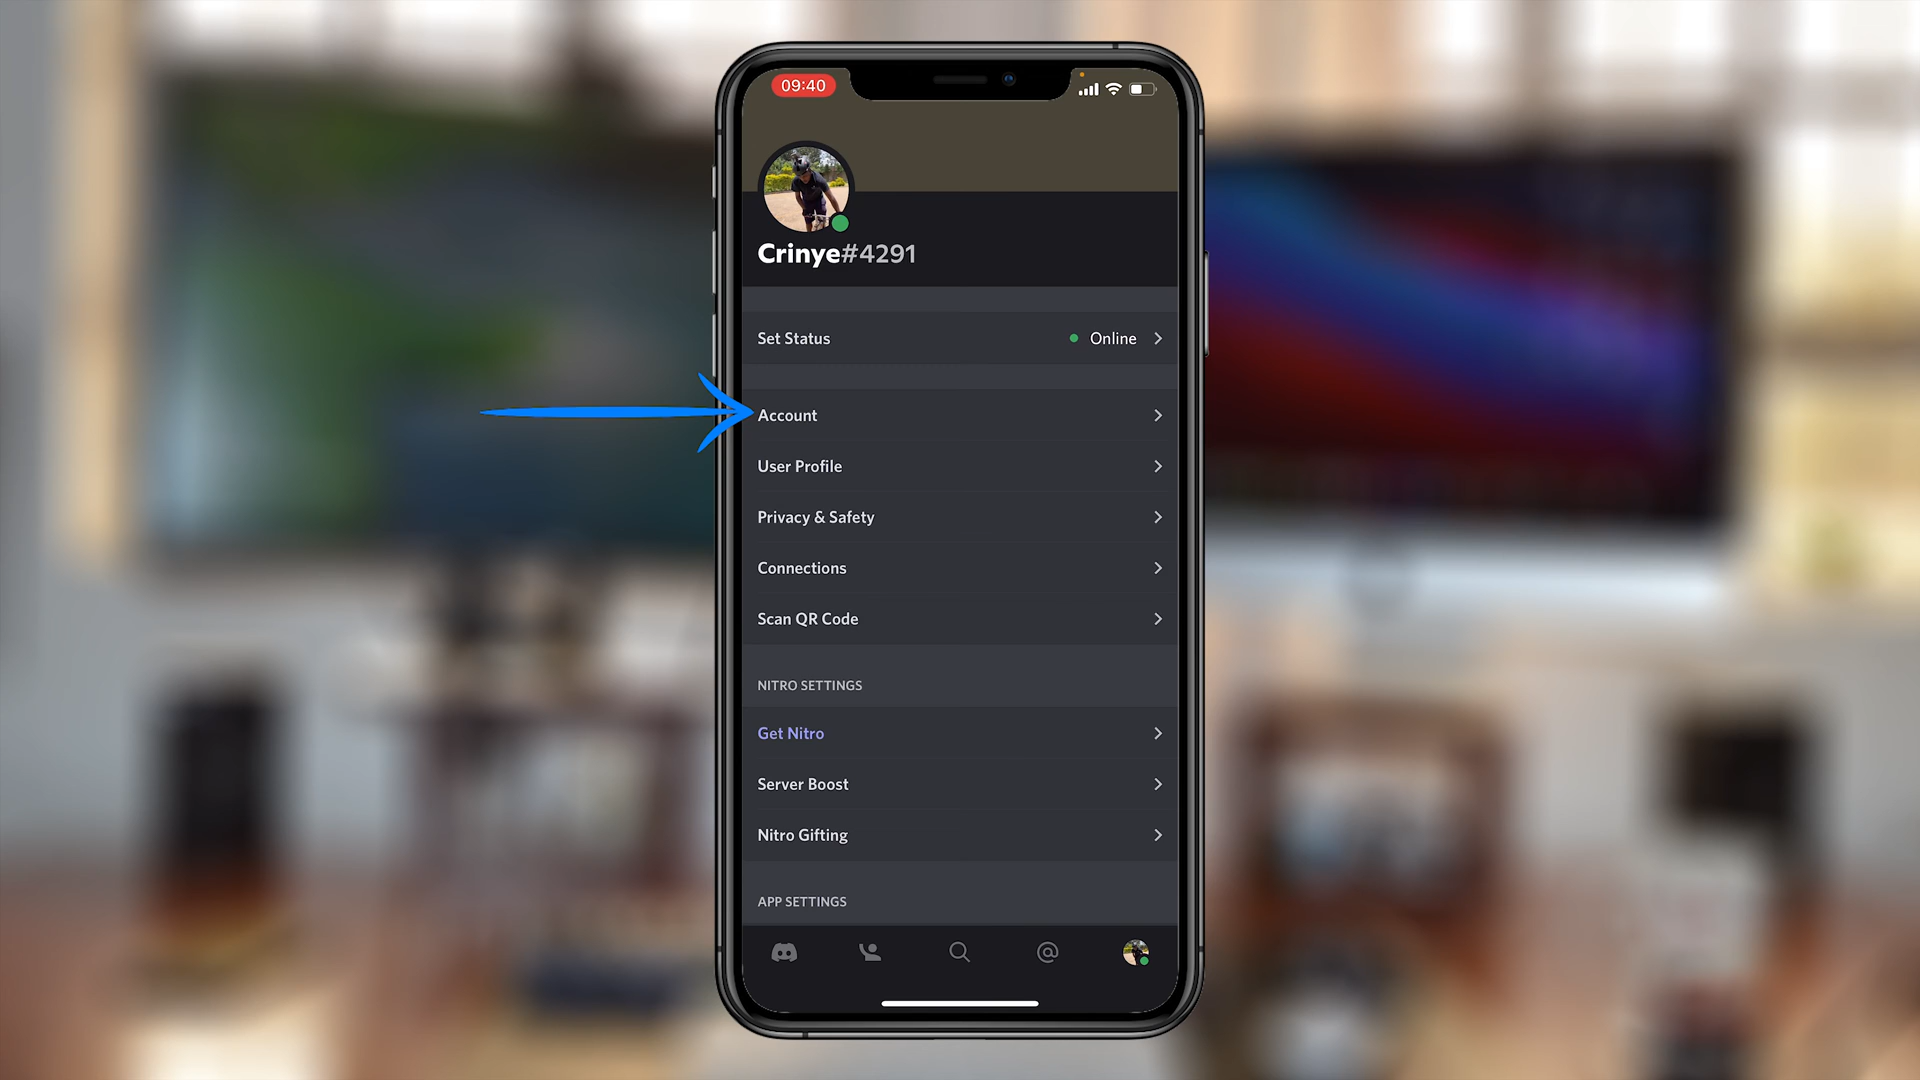 09:40
Crinye#4291
Set Status Online
Account
User Profile
Privacy & Safety
Connections
Scan QR Code
NITRO SETTINGS
Get Nitro
Server Boost
Nitro Gifting
APP SETTINGS